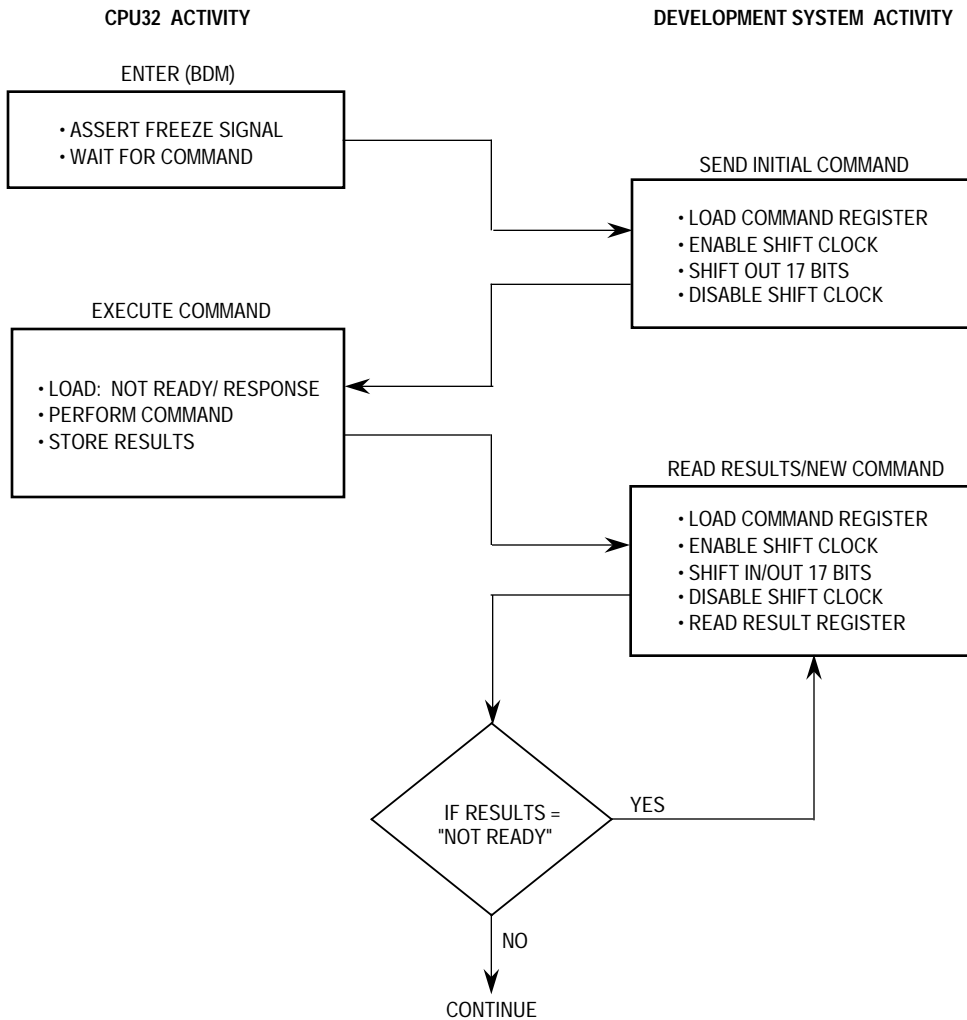 CPU32 ACTIVITY
DEVELOPMENT SYSTEM ACTIVITY
ENTER (BDM)
• ASSERT FREEZE SIGNAL
• WAIT FOR COMMAND
SEND INITIAL COMMAND
• LOAD COMMAND REGISTER
• ENABLE SHIFT CLOCK
• SHIFT OUT 17 BITS
• DISABLE SHIFT CLOCK
EXECUTE COMMAND
• LOAD: NOT READY/ RESPONSE
• PERFORM COMMAND
• STORE RESULTS
READ RESULTS/NEW COMMAND
• LOAD COMMAND REGISTER
• ENABLE SHIFT CLOCK
• SHIFT IN/OUT 17 BITS
• DISABLE SHIFT CLOCK
• READ RESULT REGISTER
IF RESULTS =
"NOT READY"
YES
NO
CONTINUE